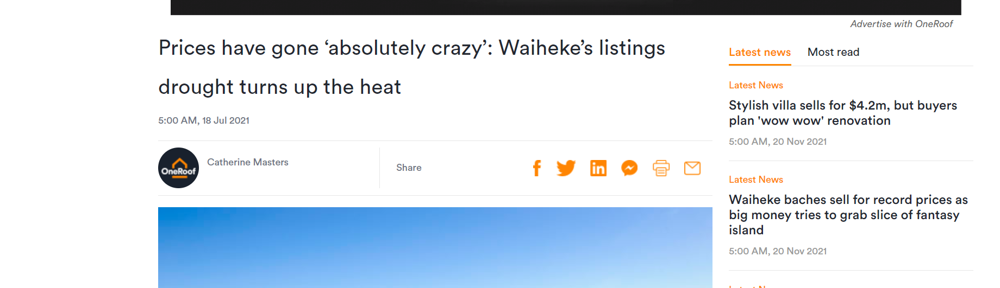 Advertise with OneRoof
Prices have gone ‘absolutely crazy’: Waiheke’s listings
drought turns up the heat
5:00 AM, 18 Jul 2021
OneRoof
Catherine Masters
Share
Latest news
Most read
Latest News
Stylish villa sells for $4.2m, but buyers
plan 'wow wow' renovation
5:00 AM, 20 Nov 2021
Latest News
Waiheke baches sell for record prices as
big money tries to grab slice of fantasy
island
5:00 AM, 20 Nov 2021